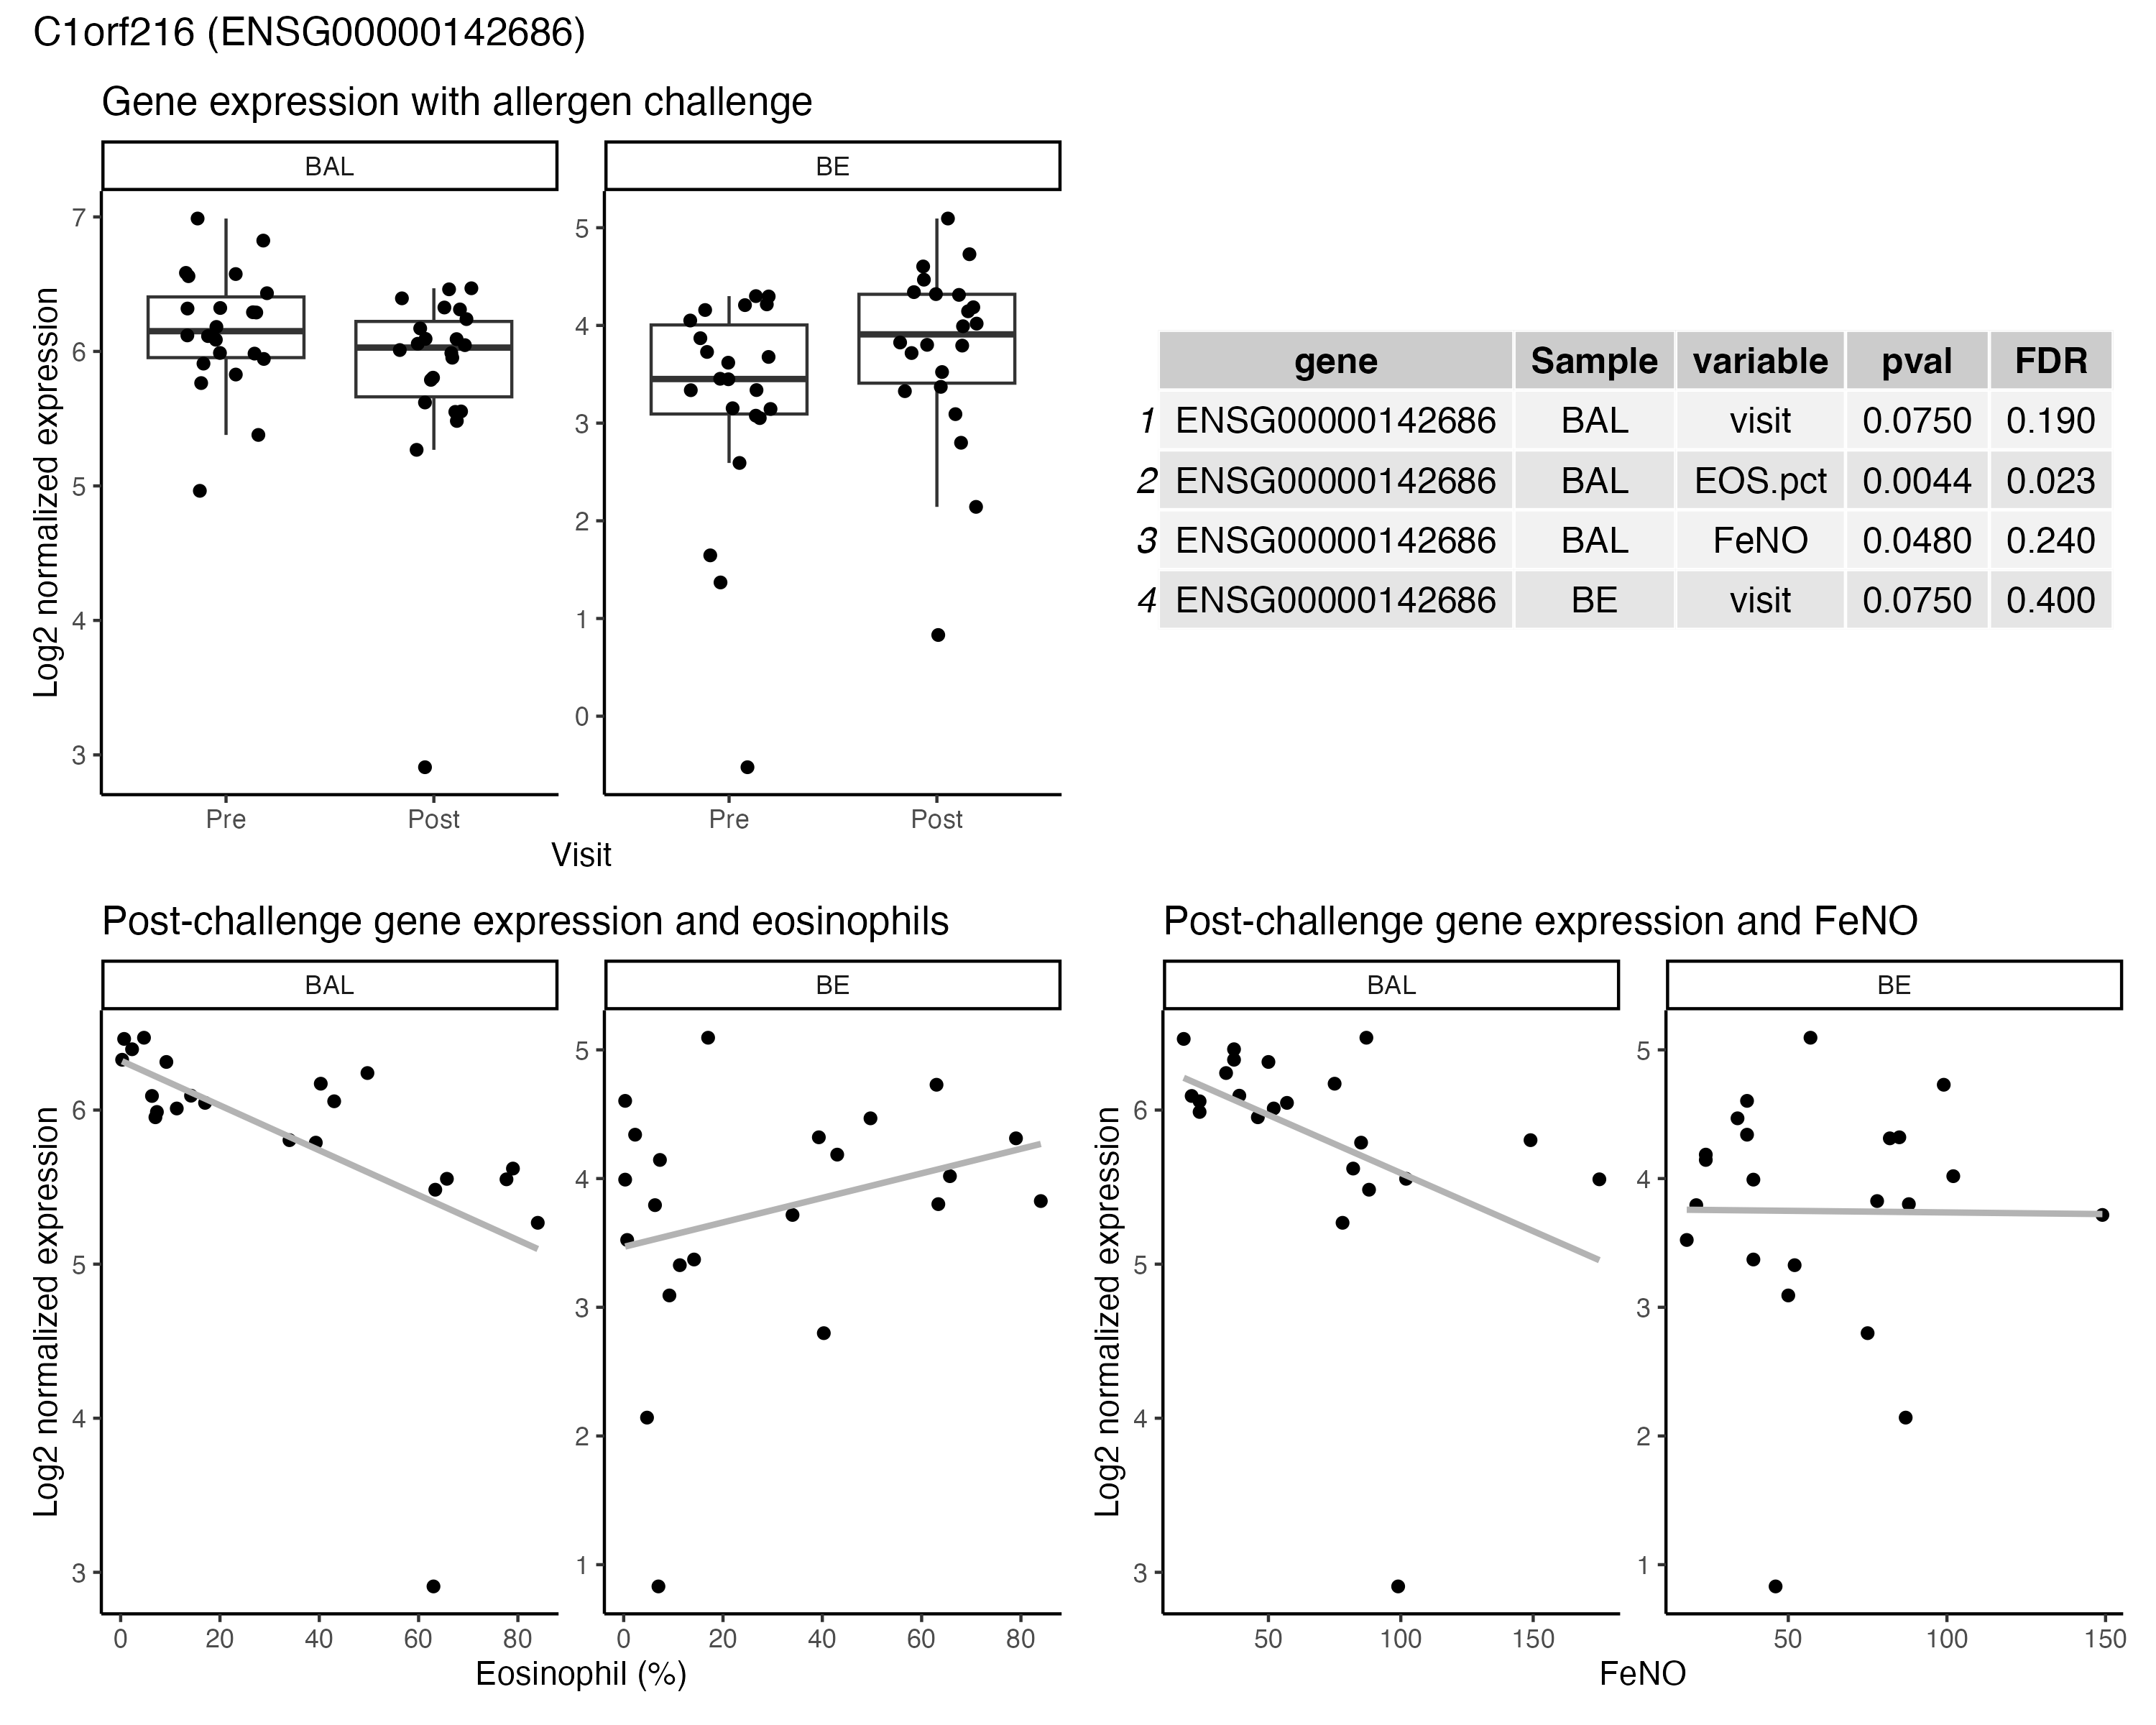 C1orf216 (ENSG00000142686)
Gene expression with allergen challenge
BAL BE
Log2 normalized expression
7
6
5
4
3
5
4
3
2
1
0
Pre Post Pre Post
Visit
gene Sample variable pval FDR
1 ENSG00000142686 BAL visit 0.0750 0.190
2 ENSG00000142686 BAL EOS.pct 0.0044 0.023
3 ENSG00000142686 BAL FeNO 0.0480 0.240
4 ENSG00000142686 BE visit 0.0750 0.400
Post-challenge gene expression and eosinophils
BAL BE
Log2 normalized expression
6
5
4
3
5
4
3
2
1
0 20 40 60 80 0 20 40 60 80
Eosinophil (%)
Post-challenge gene expression and FeNO
BAL BE
Log2 normalized expression
6
5
4
3
5
4
3
2
1
50 100 150 50 100 150
FeNO